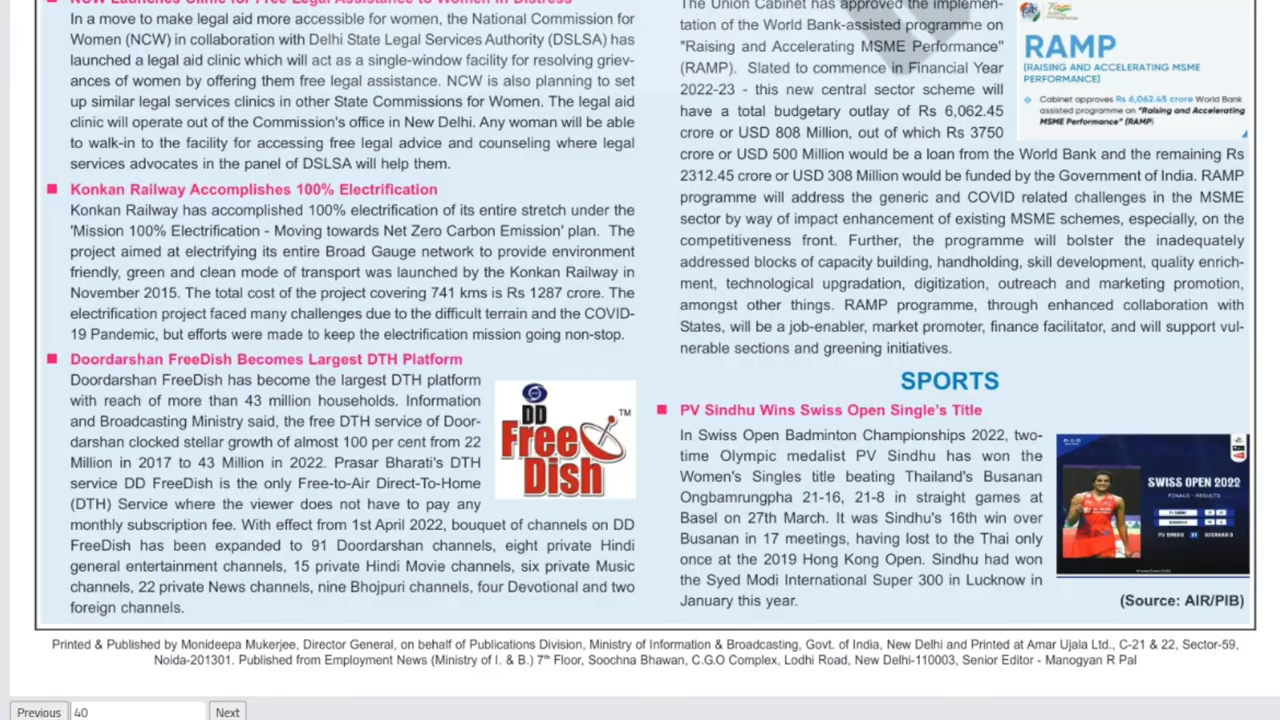 NCW Launches Clinic for Free Legal Assistance to Women in Distress
In a move to make legal aid more accessible for women, the National Commission for
Women (NCW) in collaboration with Delhi State Legal Services Authority (DSLSA) has
launched a legal aid clinic which will act as a single-window facility for resolving griev-
ances of women by offering them free legal assistance. NCW is also planning to set
up similar legal services clinics in other State Commissions for Women. The legal aid
clinic will operate out of the Commission's office in New Delhi. Any woman will be able
to walk-in to the facility for accessing free legal advice and counseling where legal
services advocates in the panel of DSLSA will help them.
Konkan Railway Accomplishes 100% Electrification
Konkan Railway has accomplished 100% electrification of its entire stretch under the
'Mission 100% Electrification - Moving towards Net Zero Carbon Emission' plan. The
project aimed at electrifying its entire Broad Gauge network to provide environment
friendly, green and clean mode of transport was launched by the Konkan Railway in
November 2015. The total cost of the project covering 741 kms is Rs 1287 crore. The
electrification project faced many challenges due to the difficult terrain and the COVID-
19 Pandemic, but efforts were made to keep the electrification mission going non-stop.
Doordarshan FreeDish Becomes Largest DTH Platform
Doordarshan FreeDish has become the largest DTH platform
with reach of more than 43 million households. Information
and Broadcasting Ministry said, the free DTH service of Door-
darshan clocked stellar growth of almost 100 per cent from 22
Million in 2017 to 43 Million in 2022. Prasar Bharati's DTH
service DD FreeDish is the only Free-to-Air Direct-To-Home
(DTH) Service where the viewer does not have to pay any
monthly subscription fee. With effect from 1st April 2022, bouquet of channels on DD
FreeDish has been expanded to 91 Doordarshan channels, eight private Hindi
general entertainment channels, 15 private Hindi Movie channels, six private Music
channels, 22 private News channels, nine Bhojpuri channels, four Devotional and two
foreign channels.
DD
Free
Dish
TM
The Union Cabinet has approved the implemen-
tation of the World Bank-assisted programme on
"Raising and Accelerating MSME Performance"
(RAMP). Slated to commence in Financial Year
2022-23 - this new central sector scheme will
have a total budgetary outlay of Rs 6,062.45
crore or USD 808 Million, out of which Rs 3750
crore or USD 500 Million would be a loan from the World Bank and the remaining Rs
2312.45 crore or USD 308 Million would be funded by the Government of India. RAMP
programme will address the generic and COVID related challenges in the MSME
sector by way of impact enhancement of existing MSME schemes, especially, on the
competitiveness front. Further, the programme will bolster the inadequately
addressed blocks of capacity building, handholding, skill development, quality enrich-
ment, technological upgradation, digitization, outreach and marketing promotion,
amongst other things. RAMP programme, through enhanced collaboration with
States, will be a job-enabler, market promoter, finance facilitator, and will support vul-
nerable sections and greening initiatives.
RAMP
(RAISING AND ACCELERATING MSME
PERFORMANCE)
Cabinet approves Rs 6,062.45 crore World Bank
assisted programme on "Raising and Accelerating
MSME Performance" (RAMP)
SPORTS
PV Sindhu Wins Swiss Open Single's Title
In Swiss Open Badminton Championships 2022, two-
time Olympic medalist PV Sindhu has won the
Women's Singles title beating Thailand's Busanan
Ongbamrungpha 21-16, 21-8 in straight games at
Basel on 27th March. It was Sindhu's 16th win over
Busanan in 17 meetings, having lost to the Thai only
once at the 2019 Hong Kong Open. Sindhu had won
the Syed Modi International Super 300 in Lucknow in
January this year.
SWISS OPEN 2022
FINALS - RESULTS
(Source: AIR/PIB)
Printed & Published by Monideepa Mukerjee, Director General, on behalf of Publications Division, Ministry of Information & Broadcasting, Govt. of India, New Delhi and Printed at Amar Ujala Ltd., C-21 & 22, Sector-59,
Noida-201301. Published from Employment News (Ministry of I. & B.) 7th Floor, Soochna Bhawan, C.G.O Complex, Lodhi Road, New Delhi-110003, Senior Editor - Manogyan R Pal
Previous 40 Next